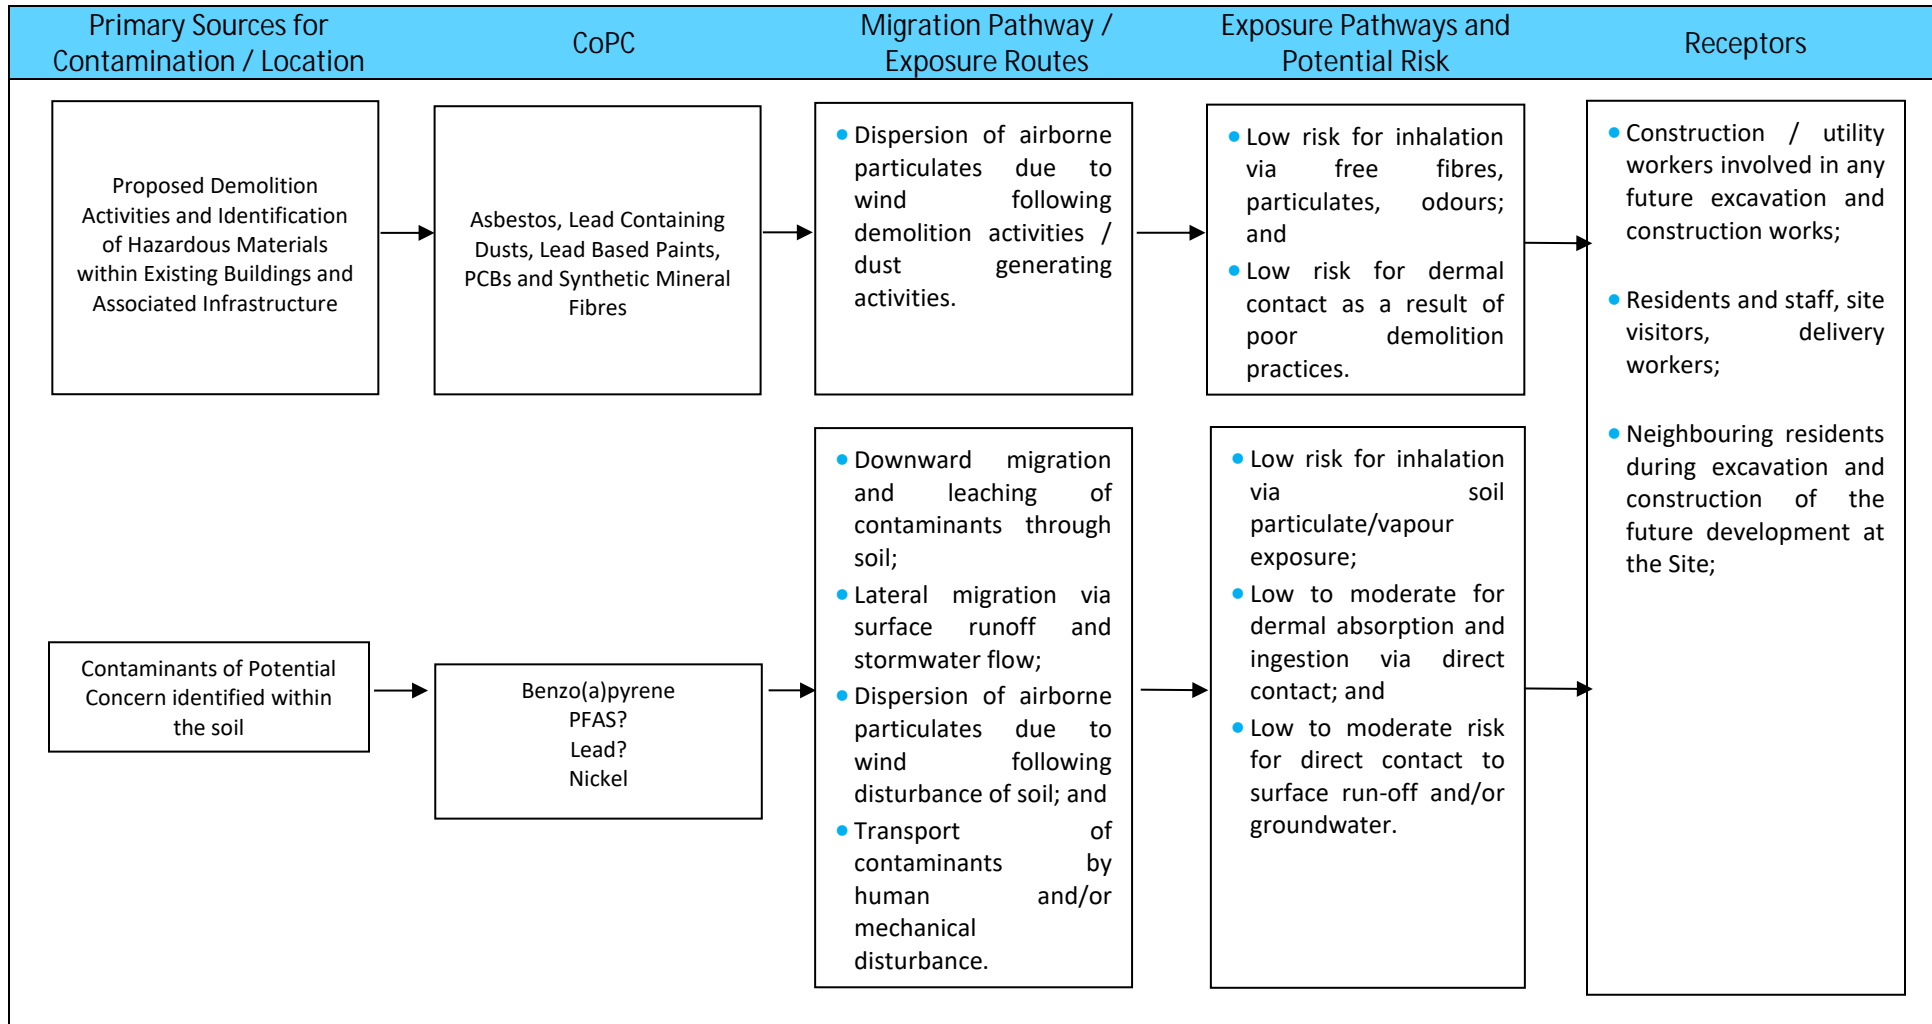 Primary Sources for
Contamination / Location
CoPC
Migration Pathway /
Exposure Routes
Exposure Pathways and
Potential Risk
Receptors
Proposed Demolition
Activities and Identification
of Hazardous Materials
within Existing Buildings and
Associated Infrastructure
Asbestos, Lead Containing
Dusts, Lead Based Paints,
PCBs and Synthetic Mineral
Fibres
• Dispersion of airborne
particulates due to
wind following
demolition activities /
dust generating
activities.
• Low risk for inhalation
via free fibres,
particulates, odours;
and
• Low risk for dermal
contact as a result of
poor demolition
practices.
• Construction / utility
workers involved in any
future excavation and
construction works;
• Residents and staff, site
visitors, delivery
workers;
• Neighbouring residents
during excavation and
construction of the
future development at
the Site;
Contaminants of Potential
Concern identified within
the soil
Benzo(a)pyrene
PFAS?
Lead?
Nickel
• Downward migration
and leaching of
contaminants through
soil;
• Lateral migration via
surface runoff and
stormwater flow;
• Dispersion of airborne
particulates due to
wind following
disturbance of soil; and
• Transport of
contaminants by
human and/or
mechanical
disturbance.
• Low risk for inhalation
via soil
particulate/vapour
exposure;
• Low to moderate for
dermal absorption and
ingestion via direct
contact; and
• Low to moderate risk
for direct contact to
surface run-off and/or
groundwater.